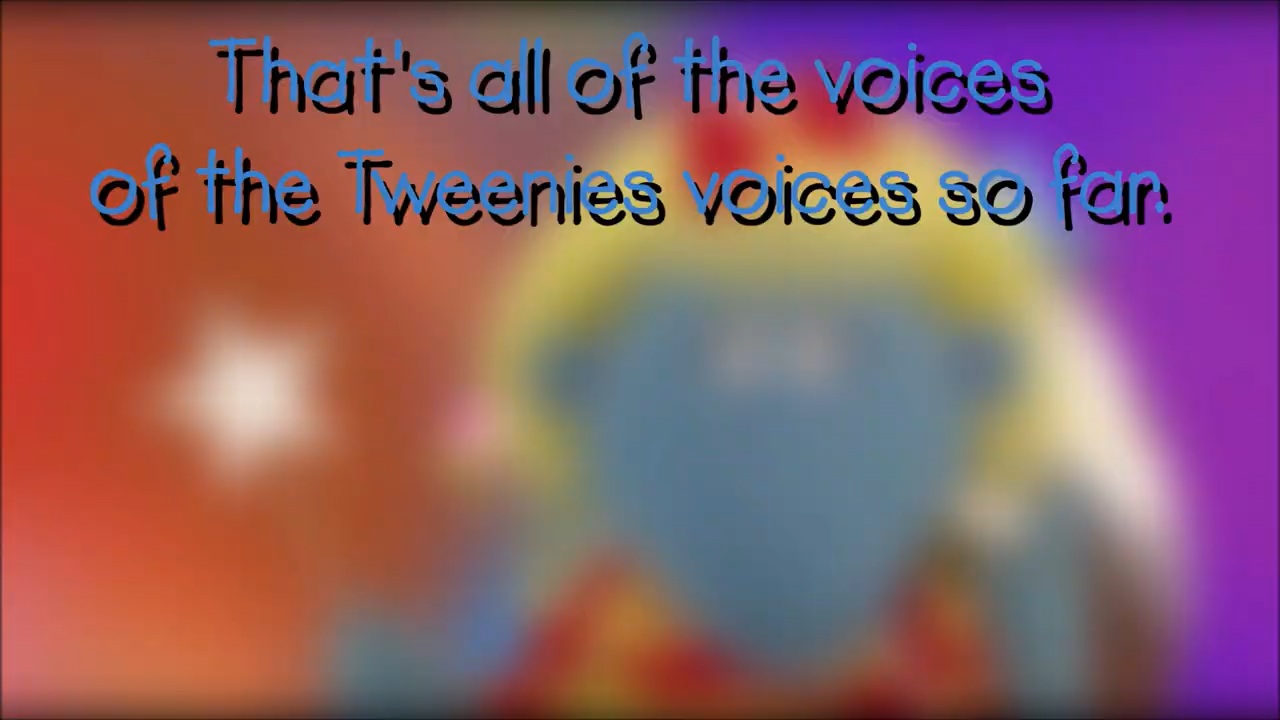 That's all of the voices
of the Tweenies voices so far.